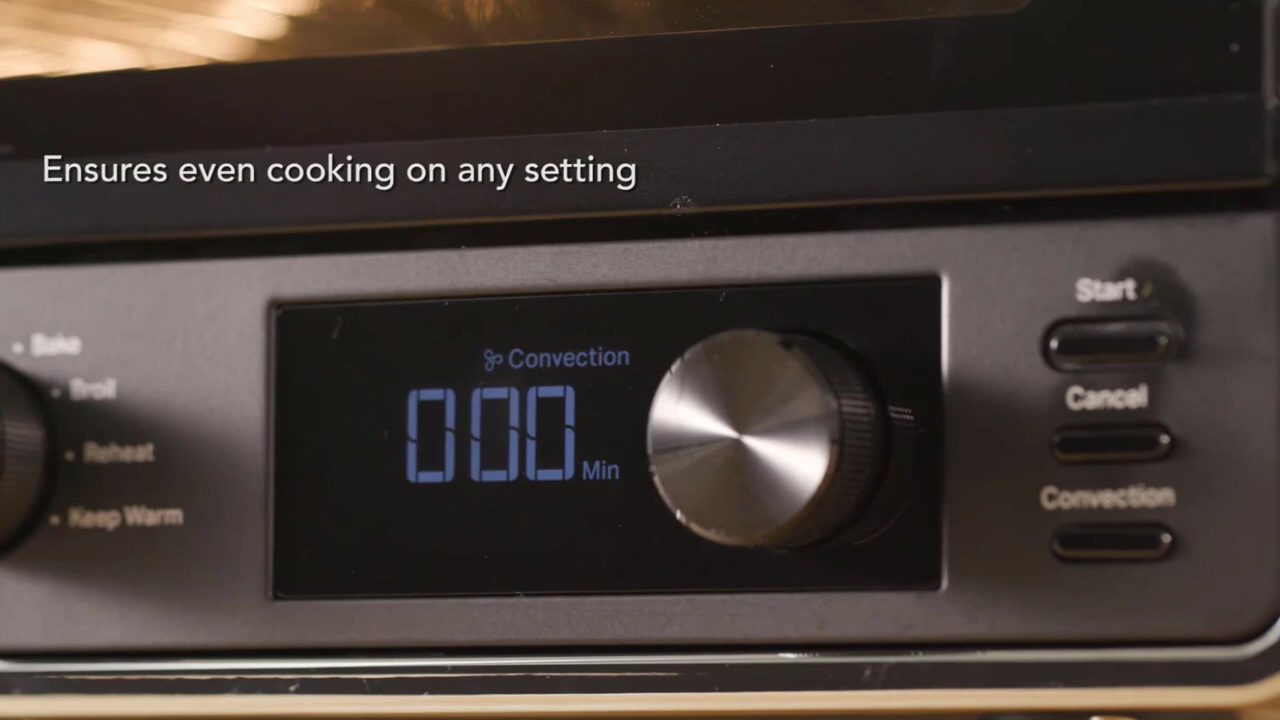 Ensures even cooking on any setting
Start
Bake
Convection
Broil
Cancel
000
Reheat
Min
Convection
Keep Warm